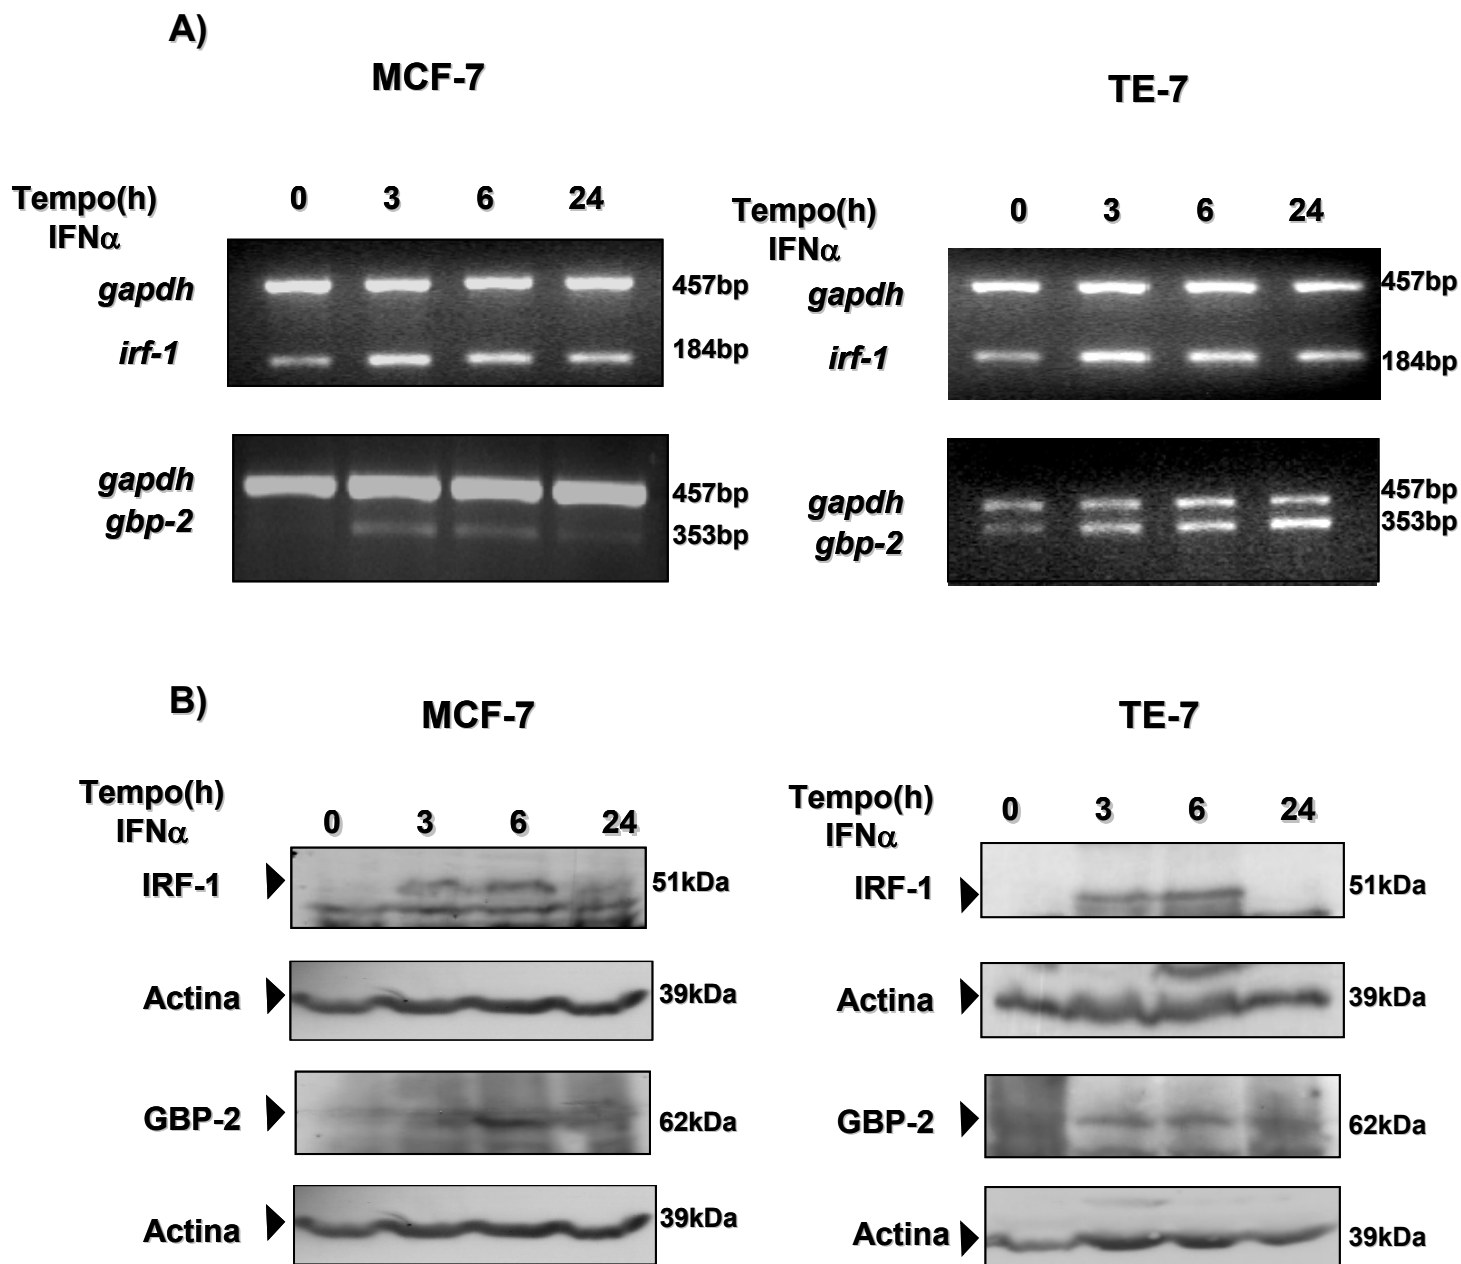 A)
MCF-7
Tempo(h) 0 3 6 24
IFNα
gapdh 457bp
irf-1 184bp
gapdh 457bp
gbp-2 353bp
TE-7
Tempo(h) 0 3 6 24
IFNα
gapdh 457bp
irf-1 184bp
gapdh 457bp
gbp-2 353bp
B)
MCF-7
Tempo(h) 0 3 6 24
IFNα
IRF-1 51kDa
Actina 39kDa
GBP-2 62kDa
Actina 39kDa
TE-7
Tempo(h) 0 3 6 24
IFNα
IRF-1 51kDa
Actina 39kDa
GBP-2 62kDa
Actina 39kDa